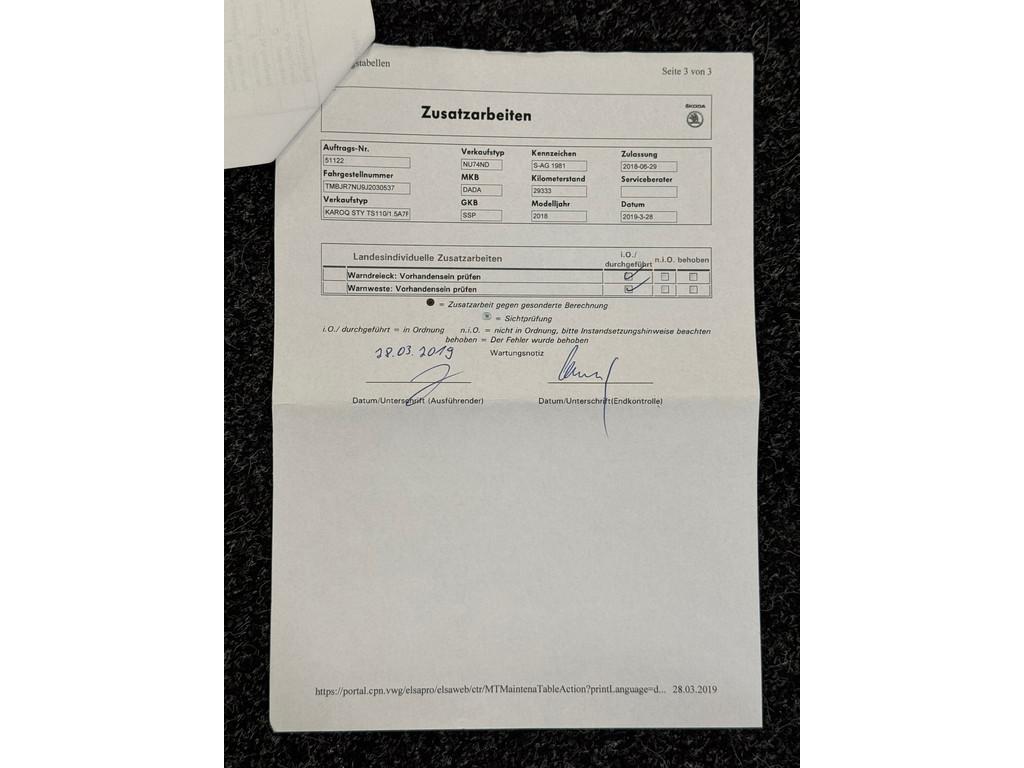 stabellen
Seite 3 von 3
Zusatzarbeiten
ŠKODA
Auftrags-Nr. Verkaufstyp Kennzeichen Zulassung
51122 NU74ND S-AG 1981 2018-06-29
Fahrgestellnummer MKB Kilometerstand Serviceberater
TMBJR7NU9J2030537 DADA 29333
Verkaufstyp GKB Modelljahr Datum
KAROQ STY TS110/1.5A7F SSP 2018 2019-3-28
Landesindividuelle Zusatzarbeiten i.O./ durchgeführt n.i.O. behoben
Warndreieck: Vorhandensein prüfen
Warnweste: Vorhandensein prüfen
= Zusatzarbeit gegen gesonderte Berechnung
= Sichtprüfung
i.O./ durchgeführt = in Ordnung n.i.O. = nicht in Ordnung, bitte Instandsetzungshinweise beachten
behoben = Der Fehler wurde behoben
28.03.2019 Wartungsnotiz
Datum/Unterschrift (Ausführender) Datum/Unterschrift(Endkontrolle)
https://portal.cpn.vwg/elsapro/elsaweb/ctr/MTMaintenaTableAction?printLanguage=d... 28.03.2019